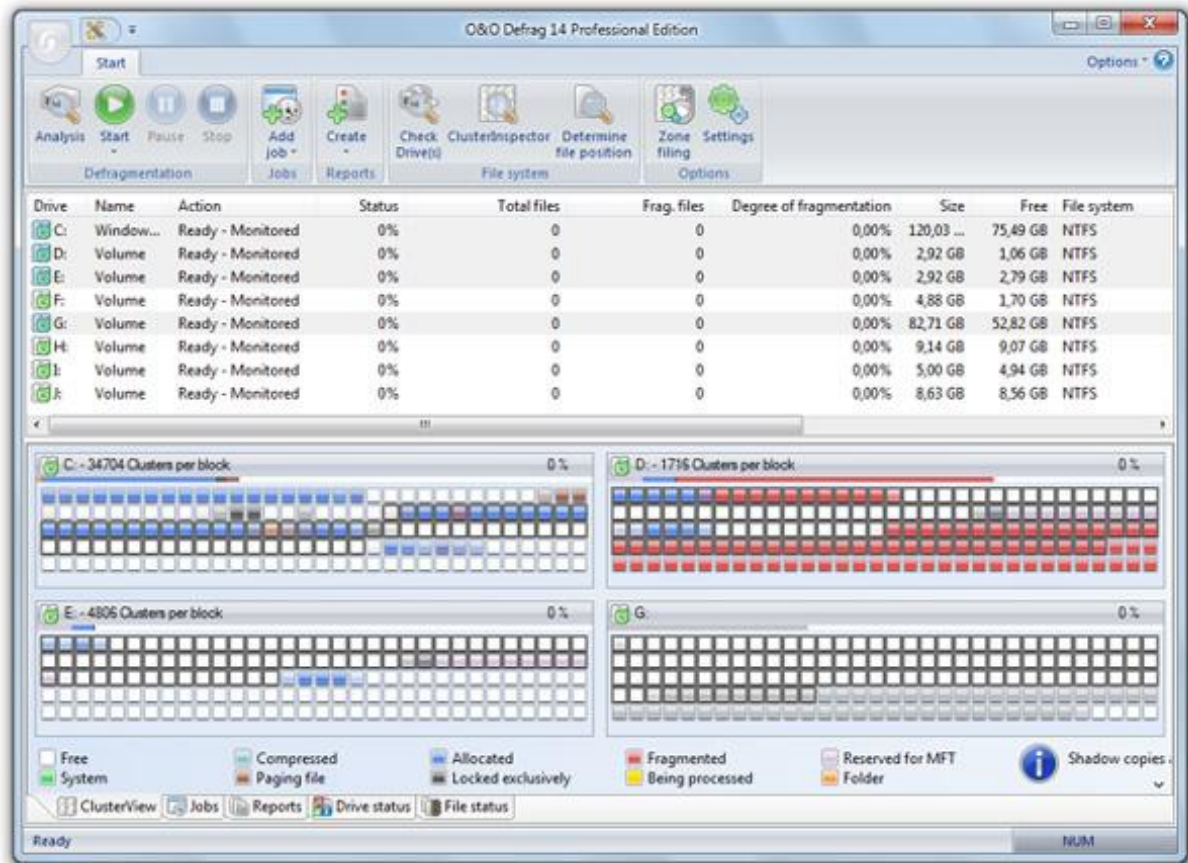 O&O Defrag 14 Professional Edition
Start
Options
Analysis Start Pause Stop Add job Create Check Drive(s) ClusterInspector Determine file position Zone filing Settings
Defragmentation Jobs Reports File system Options
Drive Name Action Status Total files Frag. files Degree of fragmentation Size Free File system
C: Window... Ready - Monitored 0% 0 0 0,00% 120,03 ... 75,49 GB NTFS
D: Volume Ready - Monitored 0% 0 0 0,00% 2,92 GB 1,06 GB NTFS
E: Volume Ready - Monitored 0% 0 0 0,00% 2,92 GB 2,79 GB NTFS
F: Volume Ready - Monitored 0% 0 0 0,00% 4,88 GB 1,70 GB NTFS
G: Volume Ready - Monitored 0% 0 0 0,00% 82,71 GB 52,82 GB NTFS
H: Volume Ready - Monitored 0% 0 0 0,00% 9,14 GB 9,07 GB NTFS
I: Volume Ready - Monitored 0% 0 0 0,00% 5,00 GB 4,94 GB NTFS
J: Volume Ready - Monitored 0% 0 0 0,00% 8,63 GB 8,56 GB NTFS
C: - 34704 Clusters per block 0 %
D: - 1716 Clusters per block 0 %
E: - 4806 Clusters per block 0 %
G: 0 %
Free Compressed Allocated Fragmented Reserved for MFT Shadow copies
System Paging file Locked exclusively Being processed Folder
ClusterView Jobs Reports Drive status File status
Ready NUM